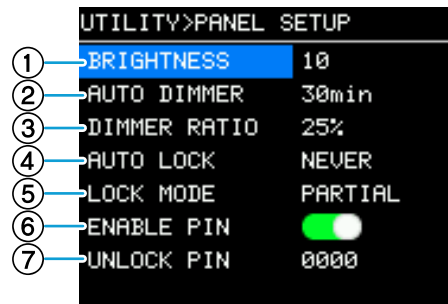 UTILITY>PANEL SETUP
① BRIGHTNESS 10
② AUTO DIMMER 30min
③ DIMMER RATIO 25%
④ AUTO LOCK NEVER
⑤ LOCK MODE PARTIAL
⑥ ENABLE PIN
⑦ UNLOCK PIN 0000